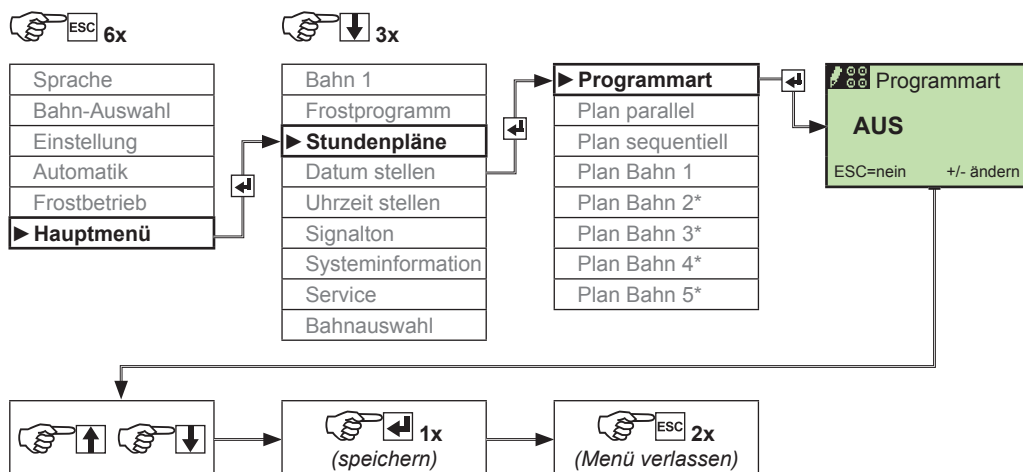 ESC 6x
3x
Sprache
Bahn-Auswahl
Einstellung
Automatik
Frostbetrieb
Hauptmenü
Bahn 1
Frostprogramm
Stundenpläne
Datum stellen
Uhrzeit stellen
Signalton
Systeminformation
Service
Bahnauswahl
Programmart
Plan parallel
Plan sequentiell
Plan Bahn 1
Plan Bahn 2*
Plan Bahn 3*
Plan Bahn 4*
Plan Bahn 5*
Programmart
AUS
ESC=nein +/- ändern
1x
(speichern)
ESC 2x
(Menü verlassen)